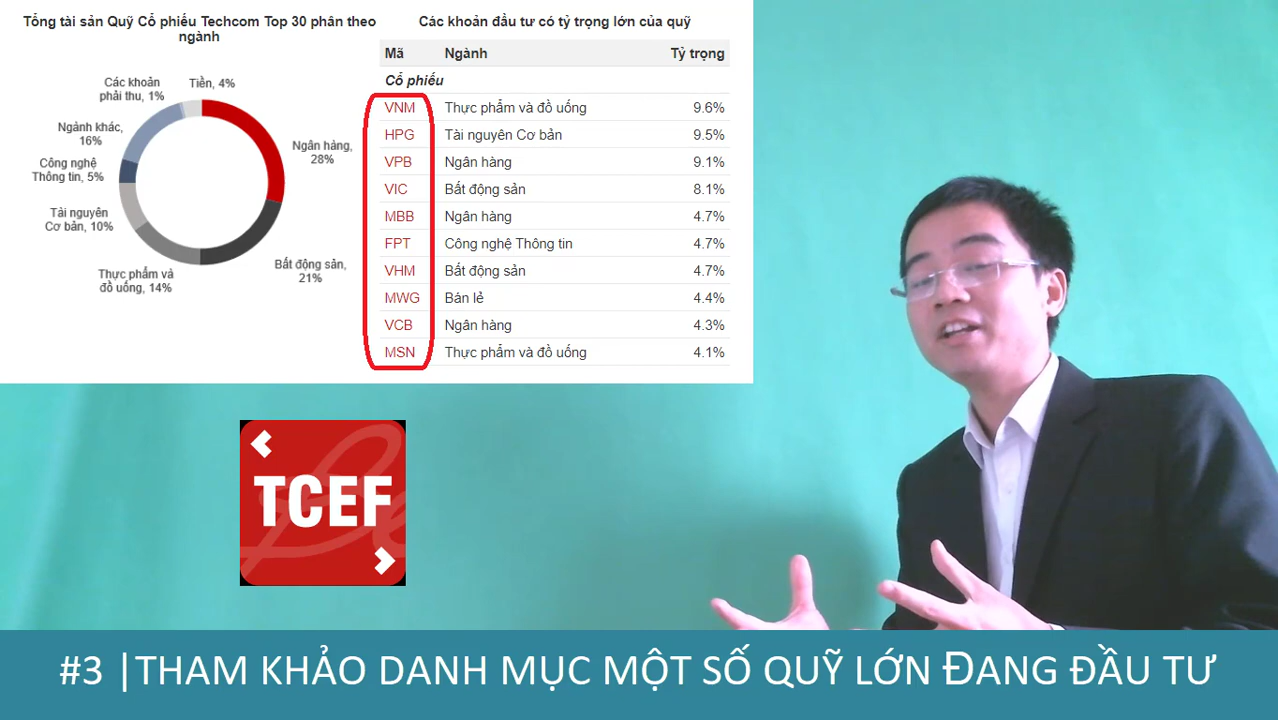 Tổng tài sản Quỹ Cổ phiếu Techcom Top 30 phân theo
ngành
Các khoản
phải thu, 1%
Tiền, 4%
Ngành khác,
16%
Ngân hàng,
28%
Công nghệ
Thông tin, 5%
Tài nguyên
Cơ bản, 10%
Bất động sản,
21%
Thực phẩm và
đồ uống, 14%
Các khoản đầu tư có tỷ trọng lớn của quỹ
Mã Ngành Tỷ trọng
Cổ phiếu
VNM Thực phẩm và đồ uống 9.6%
HPG Tài nguyên Cơ bản 9.5%
VPB Ngân hàng 9.1%
VIC Bất động sản 8.1%
MBB Ngân hàng 4.7%
FPT Công nghệ Thông tin 4.7%
VHM Bất động sản 4.7%
MWG Bán lẻ 4.4%
VCB Ngân hàng 4.3%
MSN Thực phẩm và đồ uống 4.1%
TCEF
#3 |THAM KHẢO DANH MỤC MỘT SỐ QUỸ LỚN ĐANG ĐẦU TƯ